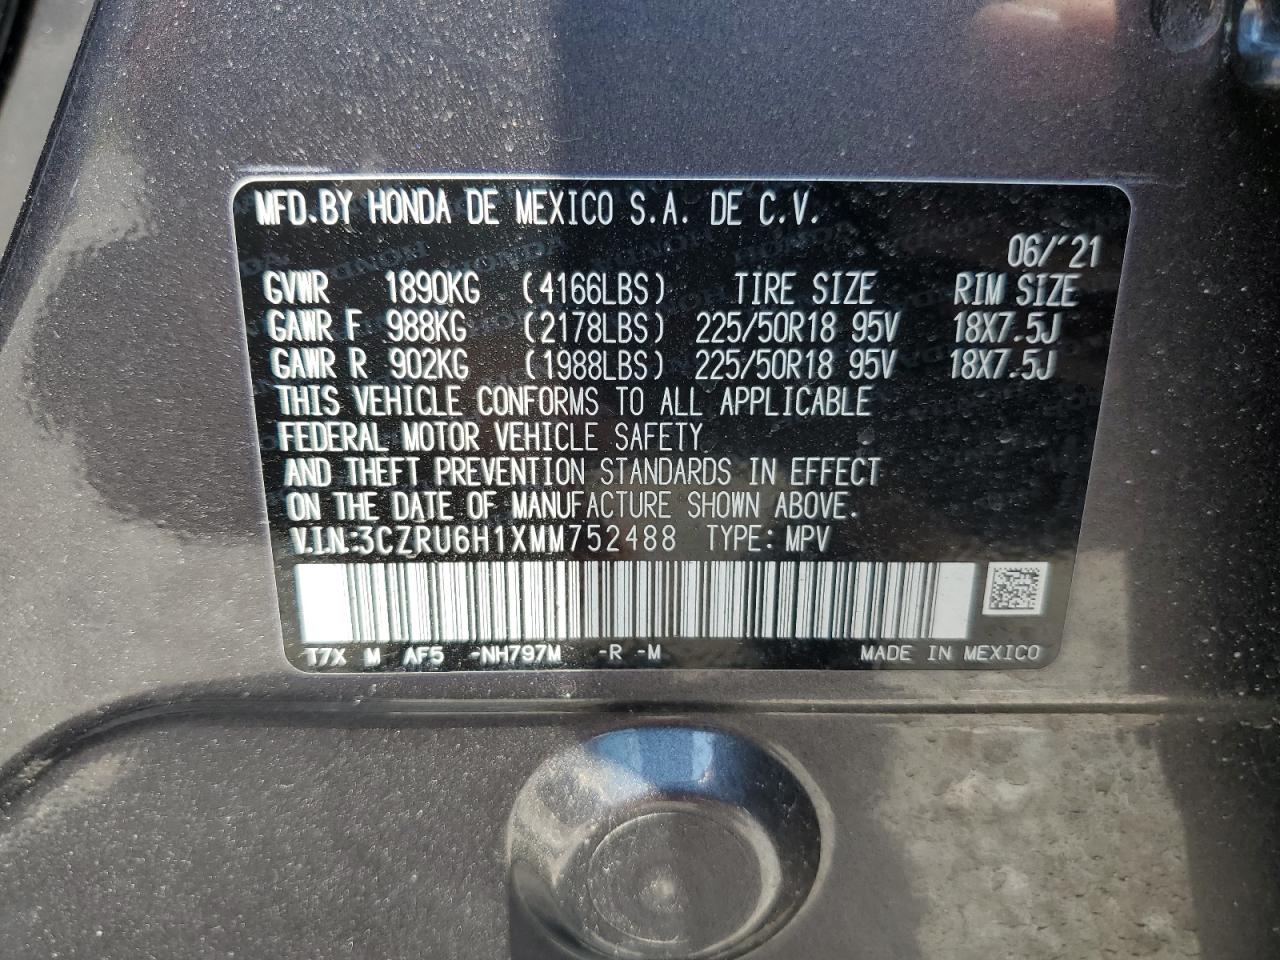 MFD. BY HONDA DE MEXICO S.A. DE C.V.
06/'21
GVWR 1890KG (4166LBS) TIRE SIZE RIM SIZE
GAWR F 988KG (2178LBS) 225/50R18 95V 18X7.5J
GAWR R 902KG (1988LBS) 225/50R18 95V 18X7.5J
THIS VEHICLE CONFORMS TO ALL APPLICABLE
FEDERAL MOTOR VEHICLE SAFETY
AND THEFT PREVENTION STANDARDS IN EFFECT
ON THE DATE OF MANUFACTURE SHOWN ABOVE.
V.I.N.:3CZRU6H1XMM752488 TYPE: MPV
T7X M AF5 -NH797M -R -M MADE IN MEXICO